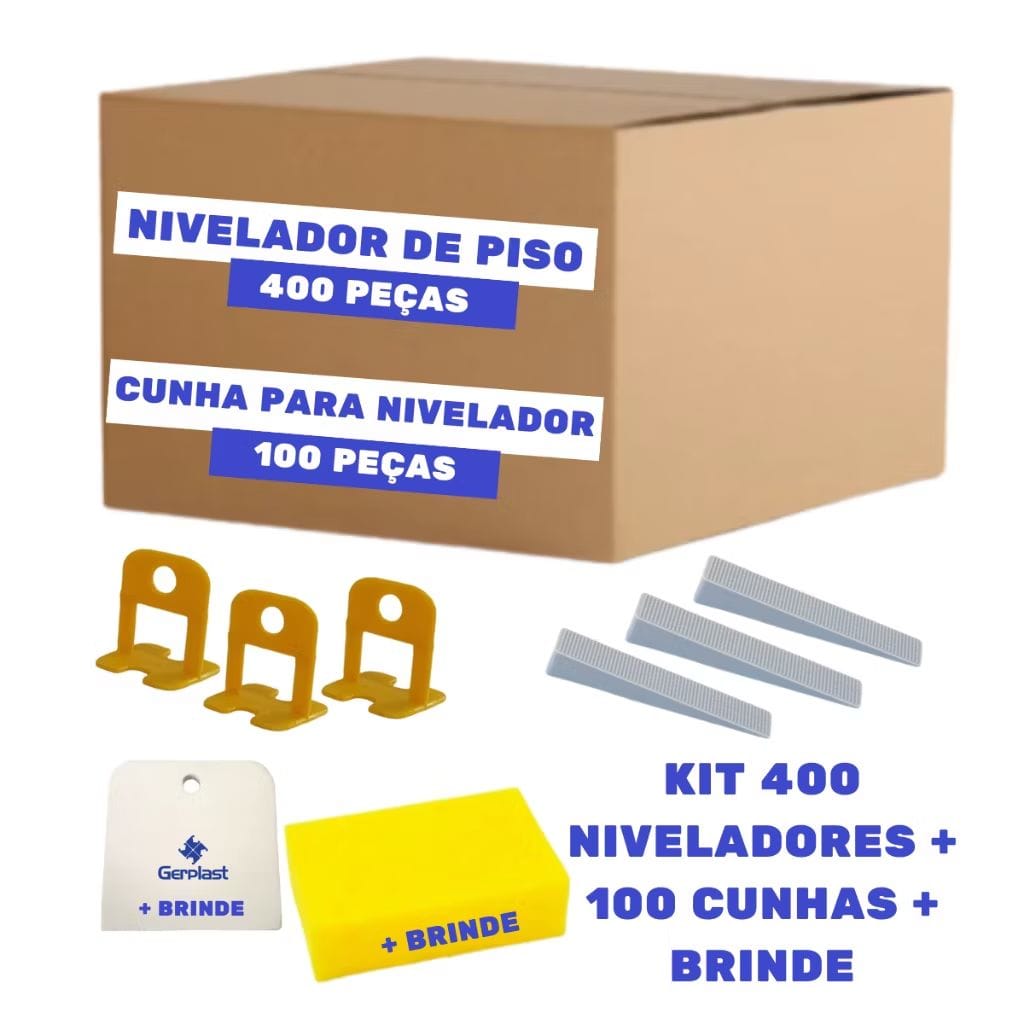 NIVELADOR DE PISO
400 PEÇAS
CUNHA PARA NIVELADOR
100 PEÇAS
Gerplast
+ BRINDE
+ BRINDE
KIT 400
NIVELADORES +
100 CUNHAS +
BRINDE